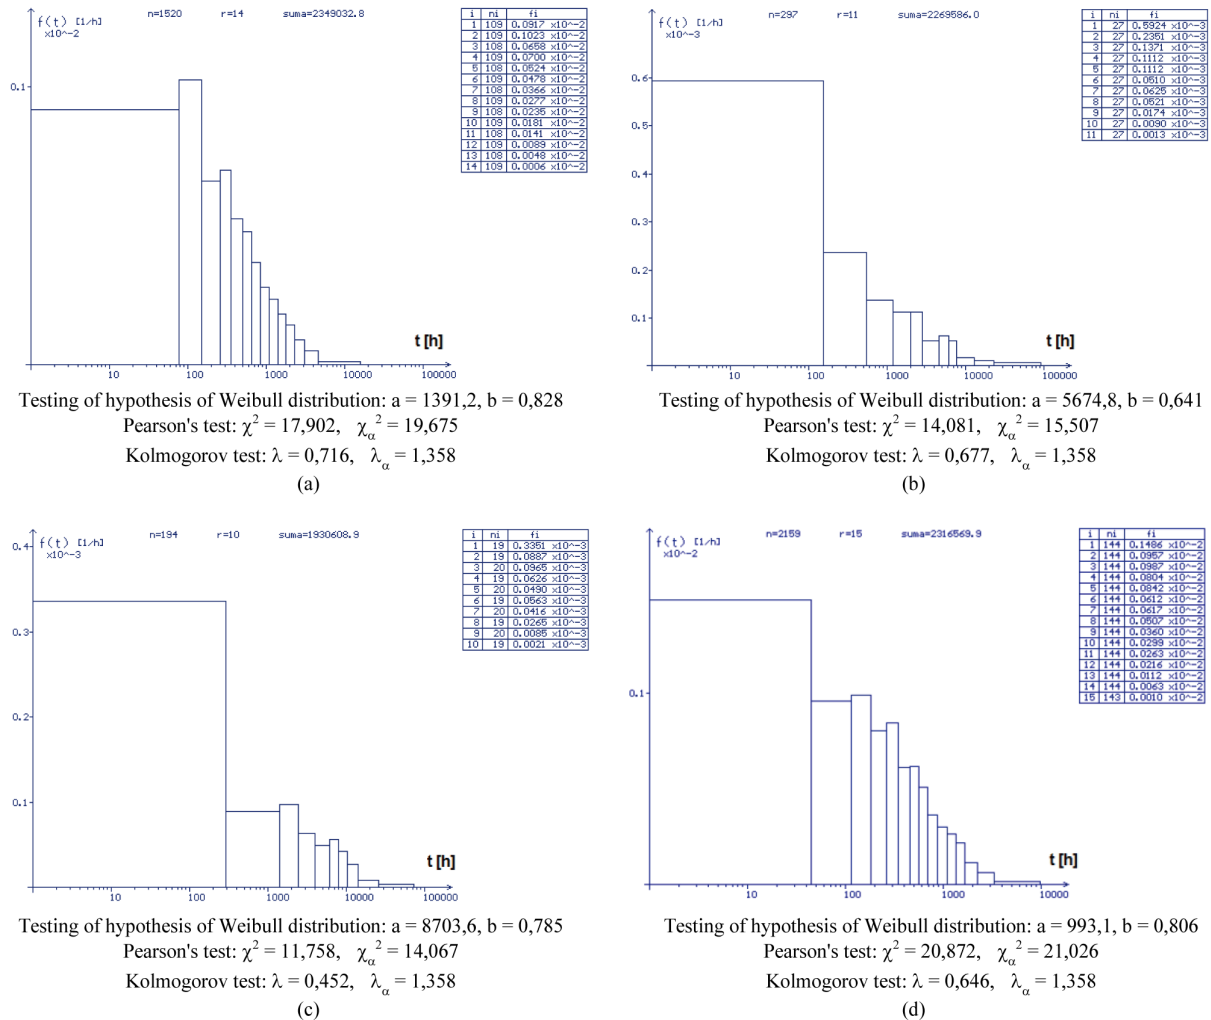 f(t) [1/h]
x10^-2
n=1520 r=14 suma=2349032.8
i ni fi
1 109 0.0917 x10^-2
2 109 0.1023 x10^-2
3 108 0.0658 x10^-2
4 109 0.0700 x10^-2
5 108 0.0524 x10^-2
6 109 0.0478 x10^-2
7 108 0.0366 x10^-2
8 109 0.0277 x10^-2
9 108 0.0235 x10^-2
10 109 0.0181 x10^-2
11 108 0.0141 x10^-2
12 109 0.0089 x10^-2
13 108 0.0048 x10^-2
14 109 0.0006 x10^-2
0.1
t [h]
10 100 1000 10000 100000
Testing of hypothesis of Weibull distribution: a = 1391,2, b = 0,828
Pearson's test: χ² = 17,902, χα² = 19,675
Kolmogorov test: λ = 0,716, λα = 1,358
(a)
f(t) [1/h]
x10^-3
n=297 r=11 suma=2269586.0
i ni fi
1 27 0.5924 x10^-3
2 27 0.2351 x10^-3
3 27 0.1371 x10^-3
4 27 0.1112 x10^-3
5 27 0.1112 x10^-3
6 27 0.0510 x10^-3
7 27 0.0625 x10^-3
8 27 0.0521 x10^-3
9 27 0.0174 x10^-3
10 27 0.0090 x10^-3
11 27 0.0013 x10^-3
0.6
0.5
0.4
0.3
0.2
0.1
t [h]
10 100 1000 10000 100000
Testing of hypothesis of Weibull distribution: a = 5674,8, b = 0,641
Pearson's test: χ² = 14,081, χα² = 15,507
Kolmogorov test: λ = 0,677, λα = 1,358
(b)
f(t) [1/h]
x10^-3
n=194 r=10 suma=1930608.9
i ni fi
1 19 0.3351 x10^-3
2 19 0.0887 x10^-3
3 20 0.0965 x10^-3
4 19 0.0626 x10^-3
5 20 0.0490 x10^-3
6 19 0.0563 x10^-3
7 20 0.0416 x10^-3
8 19 0.0265 x10^-3
9 20 0.0085 x10^-3
10 19 0.0021 x10^-3
0.4
0.3
0.2
0.1
t [h]
10 100 1000 10000 100000
Testing of hypothesis of Weibull distribution: a = 8703,6, b = 0,785
Pearson's test: χ² = 11,758, χα² = 14,067
Kolmogorov test: λ = 0,452, λα = 1,358
(c)
f(t) [1/h]
x10^-2
n=2159 r=15 suma=2316569.9
i ni fi
1 144 0.1486 x10^-2
2 144 0.0957 x10^-2
3 144 0.0987 x10^-2
4 144 0.0804 x10^-2
5 144 0.0842 x10^-2
6 144 0.0612 x10^-2
7 144 0.0617 x10^-2
8 144 0.0507 x10^-2
9 144 0.0360 x10^-2
10 144 0.0299 x10^-2
11 144 0.0263 x10^-2
12 144 0.0216 x10^-2
13 144 0.0112 x10^-2
14 144 0.0063 x10^-2
15 143 0.0010 x10^-2
0.1
t [h]
10 100 1000 10000
Testing of hypothesis of Weibull distribution: a = 993,1, b = 0,806
Pearson's test: χ² = 20,872, χα² = 21,026
Kolmogorov test: λ = 0,646, λα = 1,358
(d)